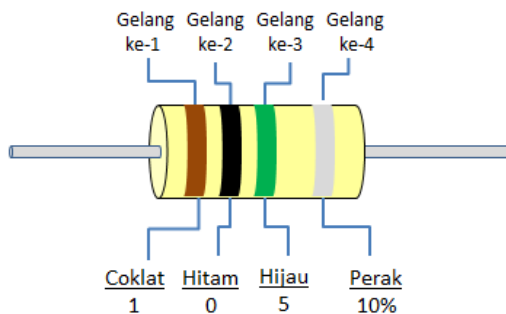 Gelang ke-1
Gelang ke-2
Gelang ke-3
Gelang ke-4
Coklat
1
Hitam
0
Hijau
5
Perak
10%